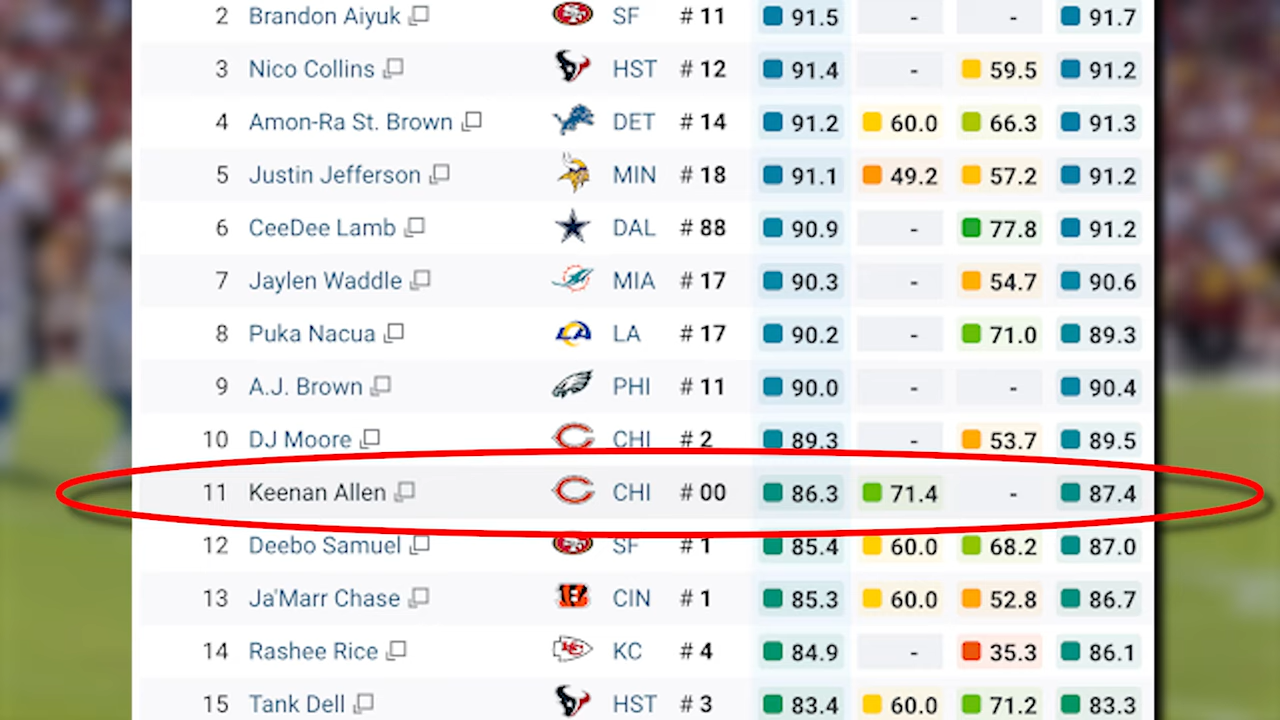 2 Brandon Aiyuk SF # 11 91.5 - - 91.7
3 Nico Collins HST # 12 91.4 - 59.5 91.2
4 Amon-Ra St. Brown DET # 14 91.2 60.0 66.3 91.3
5 Justin Jefferson MIN # 18 91.1 49.2 57.2 91.2
6 CeeDee Lamb DAL # 88 90.9 - 77.8 91.2
7 Jaylen Waddle MIA # 17 90.3 - 54.7 90.6
8 Puka Nacua LA # 17 90.2 - 71.0 89.3
9 A.J. Brown PHI # 11 90.0 - - 90.4
10 DJ Moore CHI # 2 89.3 - 53.7 89.5
11 Keenan Allen CHI # 00 86.3 71.4 - 87.4
12 Deebo Samuel SF # 1 85.4 60.0 68.2 87.0
13 Ja'Marr Chase CIN # 1 85.3 60.0 52.8 86.7
14 Rashee Rice KC # 4 84.9 - 35.3 86.1
15 Tank Dell HST # 3 83.4 60.0 71.2 83.3